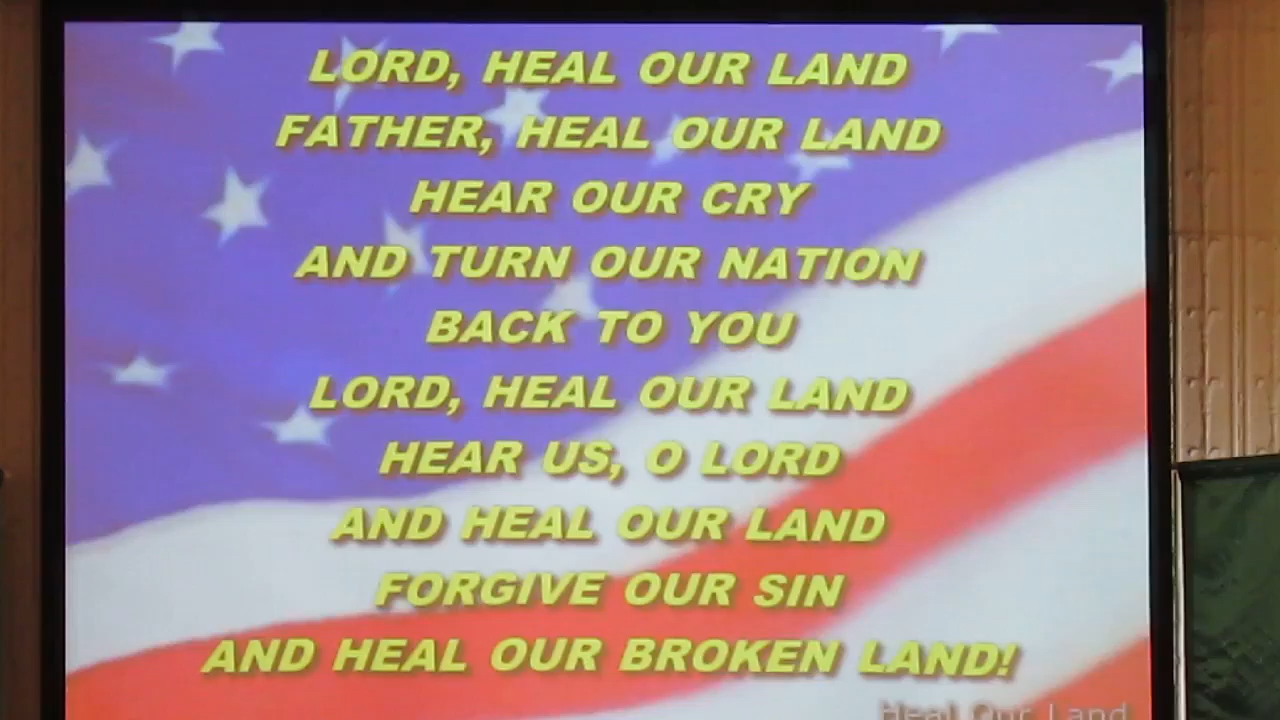 LORD, HEAL OUR LAND
FATHER, HEAL OUR LAND
HEAR OUR CRY
AND TURN OUR NATION
BACK TO YOU
LORD, HEAL OUR LAND
HEAR US, O LORD
AND HEAL OUR LAND
FORGIVE OUR SIN
AND HEAL OUR BROKEN LAND!
Heal Our Land